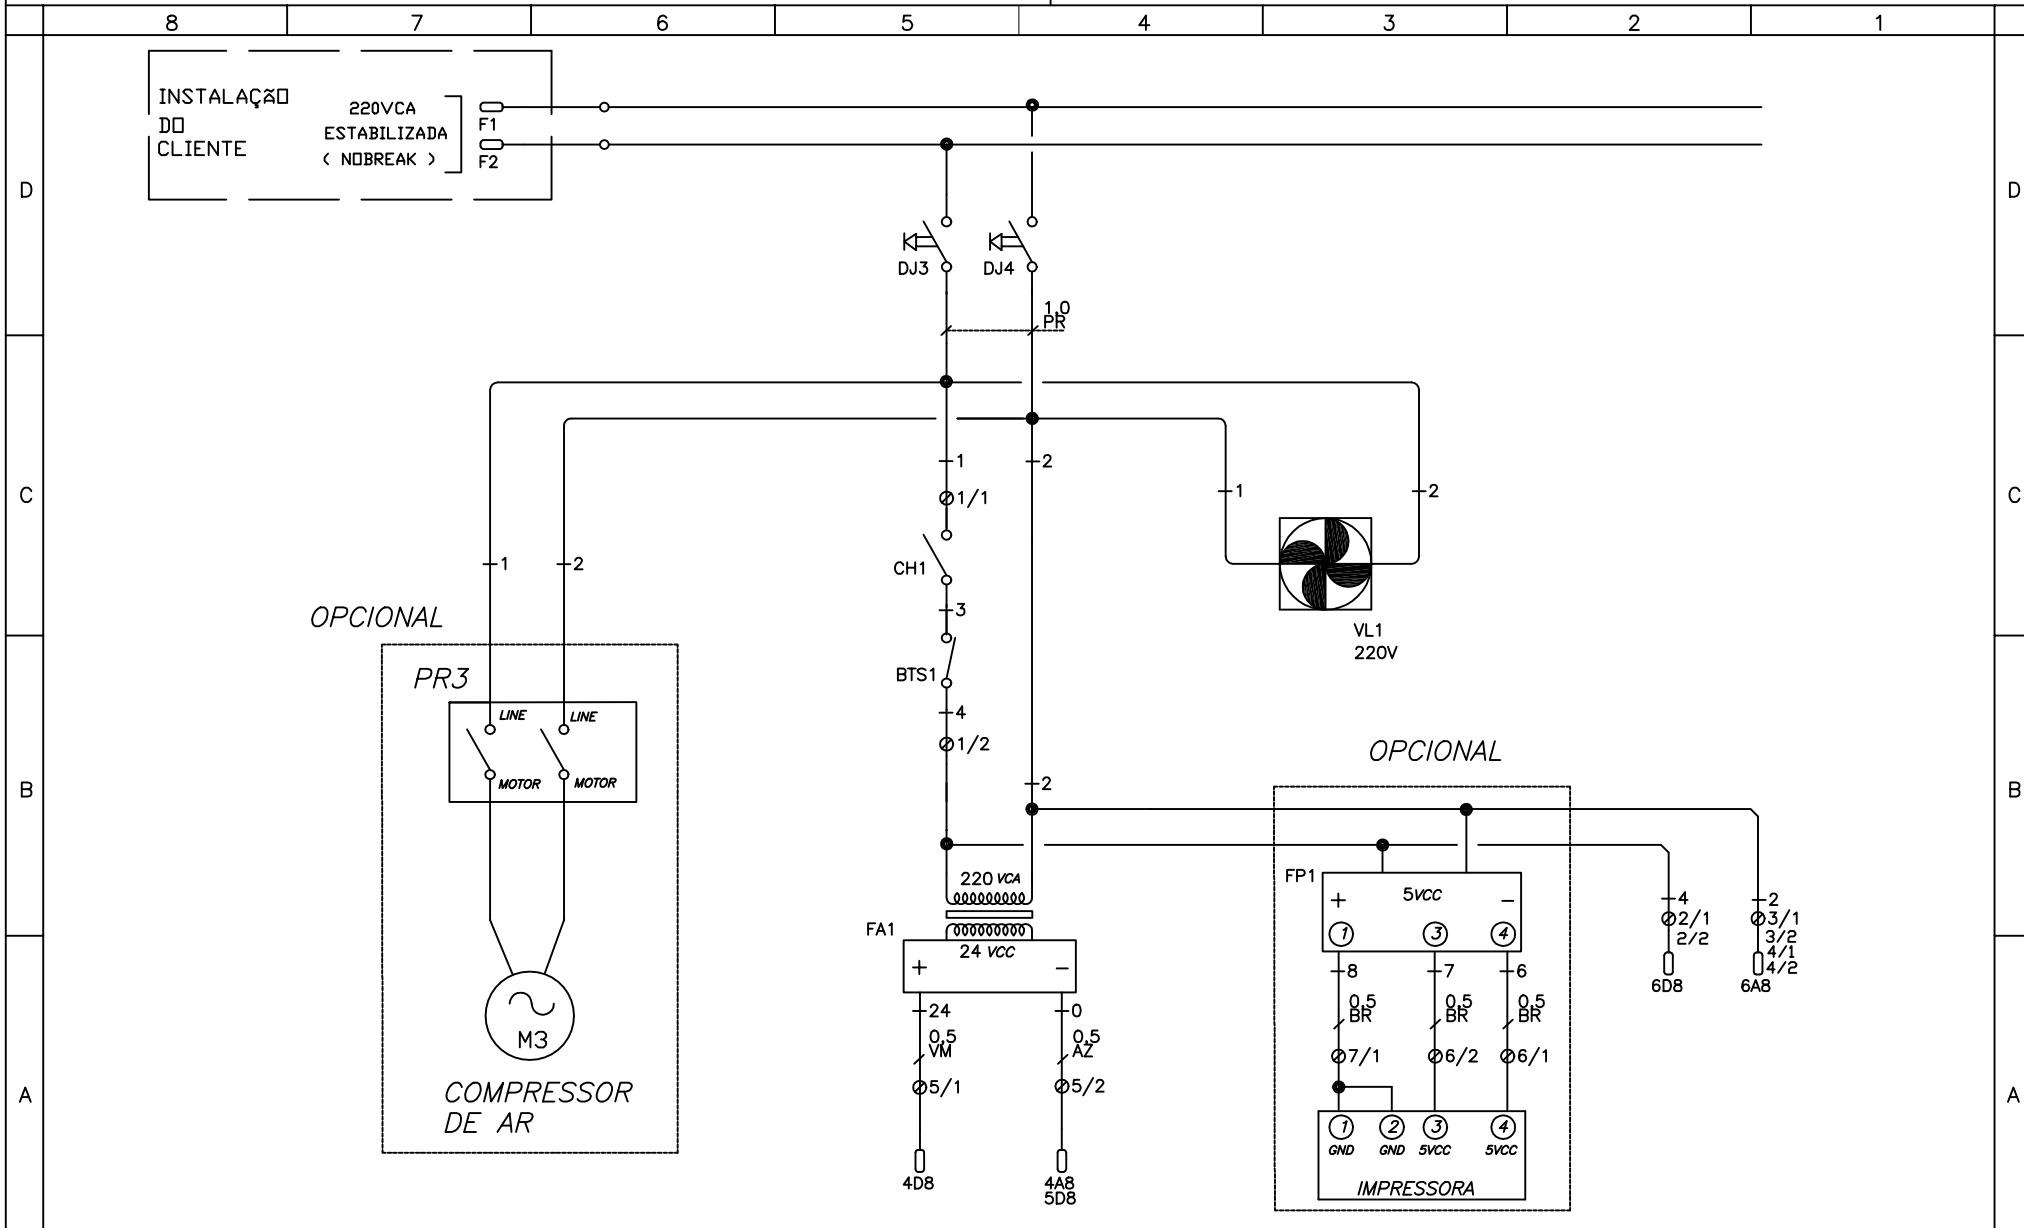 8 7 6 5 4 3 2 1
INSTALAÇÃO
DO
CLIENTE
220VCA
ESTABILIZADA
( NOBREAK )
F1
F2
D
D
DJ3
DJ4
1,0
PR
C
C
1
2
1/1
1
2
CH1
1
2
3
OPCIONAL
VL1
220V
PR3
BTS1
LINE
LINE
4
1/2
OPCIONAL
MOTOR
MOTOR
2
B
B
220 VCA
FP1
5VCC
+
-
1
3
4
4
2/1
2/2
2
3/1
3/2
4/1
4/2
6D8
6A8
FA1
24 VCC
+
-
8
7
6
24
0
0,5
BR
0,5
BR
0,5
BR
0,5
VM
0,5
AZ
M3
7/1
6/2
6/1
5/1
5/2
A
A
COMPRESSOR
DE AR
1
2
3
4
GND
GND
5VCC
5VCC
IMPRESSORA
4D8
4A8
5D8